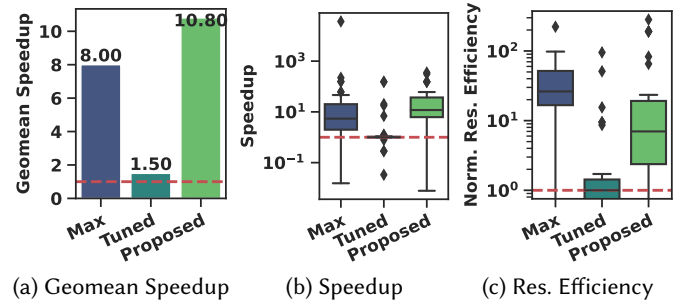 Geomean Speedup
10
8
6
4
2
0
8.00
1.50
10.80
Max
Tuned
Proposed
(a) Geomean Speedup
Speedup
10³
10¹
10⁻¹
Max
Tuned
Proposed
(b) Speedup
Norm. Res. Efficiency
10²
10¹
10⁰
Max
Tuned
Proposed
(c) Res. Efficiency